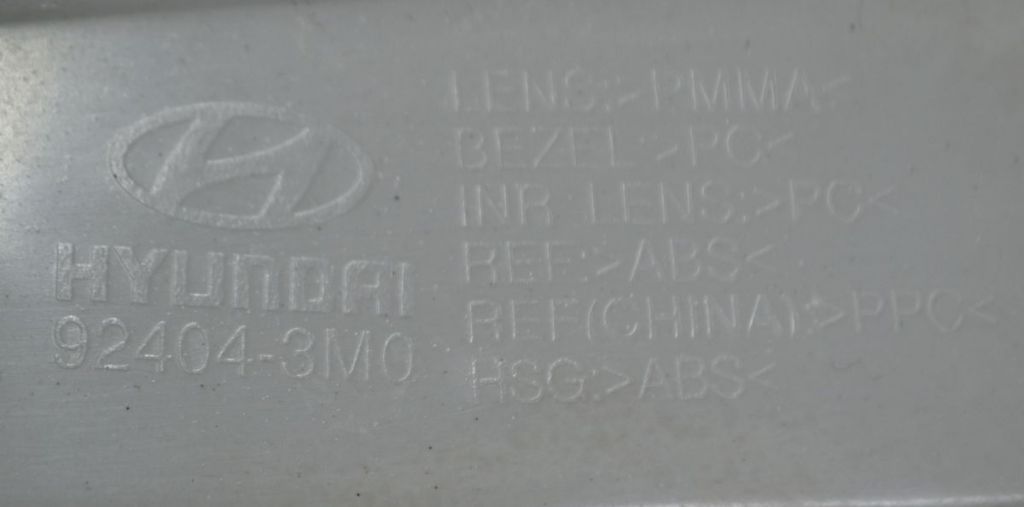 HYUNDAI
92404-3M0
LENS:>PMMA<
BEZEL:>PC<
INR LENS:>PC<
REF:>ABS<
REF(CHINA):>PPC<
HSG:>ABS<